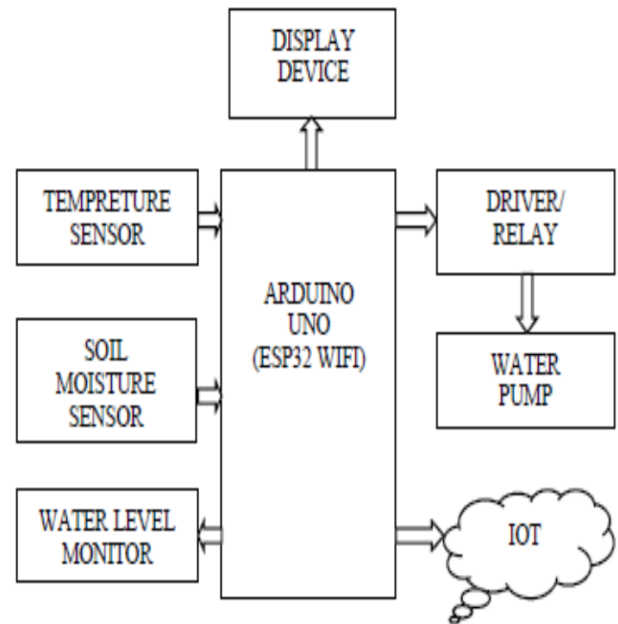 DISPLAY
DEVICE
TEMPRETURE
SENSOR
DRIVER/
RELAY
ARDUINO
UNO
(ESP32 WIFI)
SOIL
MOISTURE
SENSOR
WATER
PUMP
WATER LEVEL
MONITOR
IOT